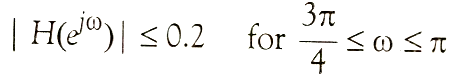 | H(e^{jω}) | ≤ 0.2 for 3π/4 ≤ ω ≤ π